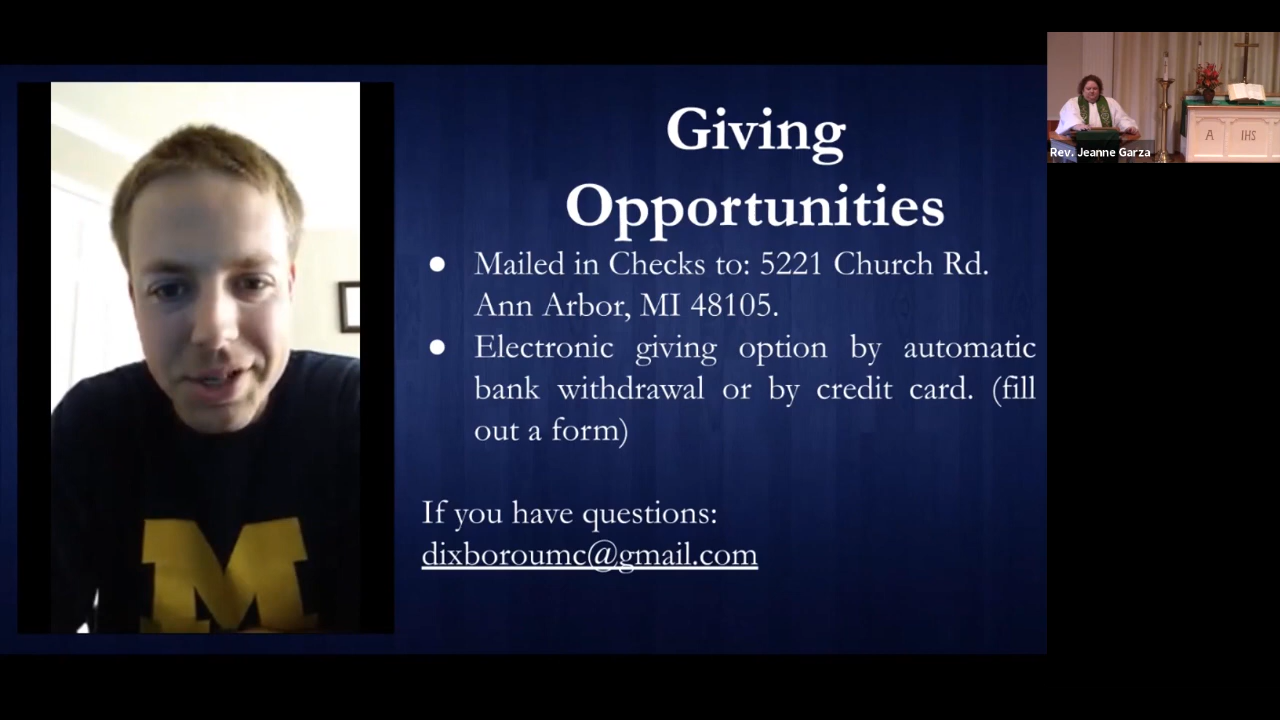 Giving
Opportunities
● Mailed in Checks to: 5221 Church Rd.
Ann Arbor, MI 48105.
● Electronic giving option by automatic
bank withdrawal or by credit card. (fill
out a form)
If you have questions:
dixboroumc@gmail.com
M
Rev. Jeanne Garza
A IHS